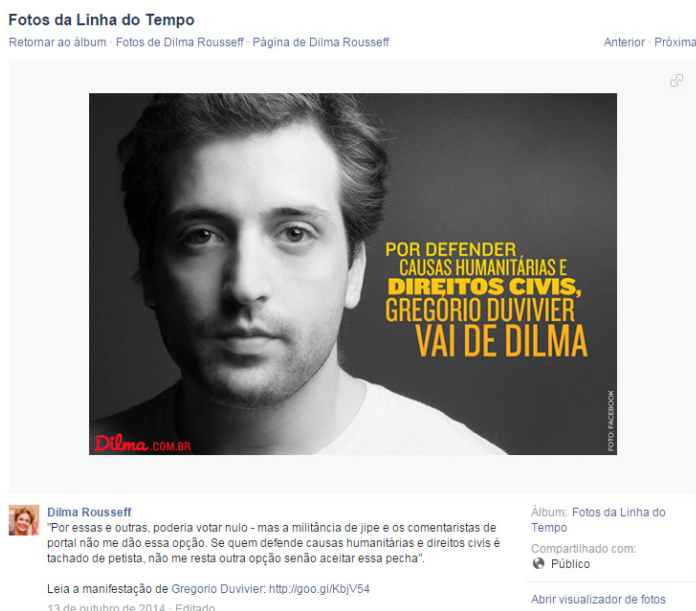 Fotos da Linha do Tempo
Retornar ao álbum · Fotos de Dilma Rousseff · Página de Dilma Rousseff
Anterior · Próxima
POR DEFENDER
CAUSAS HUMANITÁRIAS E
DIREITOS CIVIS,
GREGÓRIO DUVIVIER
VAI DE DILMA
Dilma.COM.BR
FOTO: FACEBOOK
Dilma Rousseff
"Por essas e outras, poderia votar nulo - mas a militância de jipe e os comentaristas de
portal não me dão essa opção. Se quem defende causas humanitárias e direitos civis é
tachado de petista, não me resta outra opção senão aceitar essa pecha".
Leia a manifestação de Gregorio Duvivier: http://goo.gl/KbjV54
13 de outubro de 2014 · Editado
Álbum: Fotos da Linha do
Tempo
Compartilhado com:
Público
Abrir visualizador de fotos